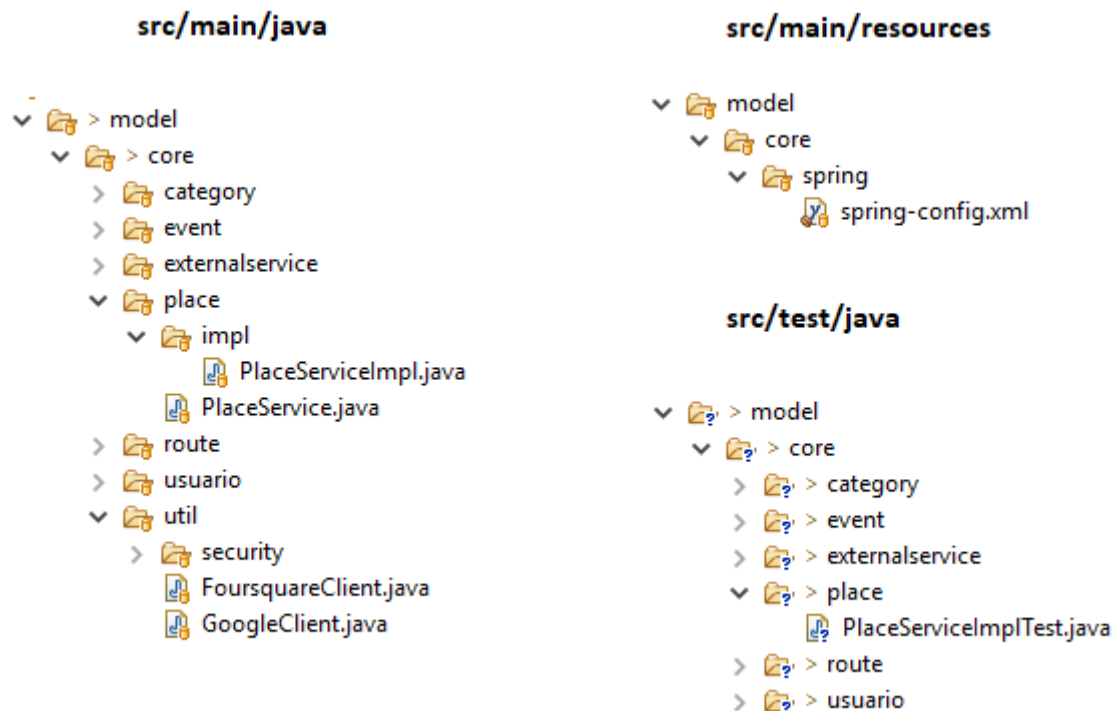 src/main/java
> model
> core
category
event
externalservice
place
impl
PlaceServiceImpl.java
PlaceService.java
route
usuario
util
security
FoursquareClient.java
GoogleClient.java
src/main/resources
model
core
spring
spring-config.xml
src/test/java
> model
> core
> category
> event
> externalservice
> place
PlaceServiceImplTest.java
> route
> usuario